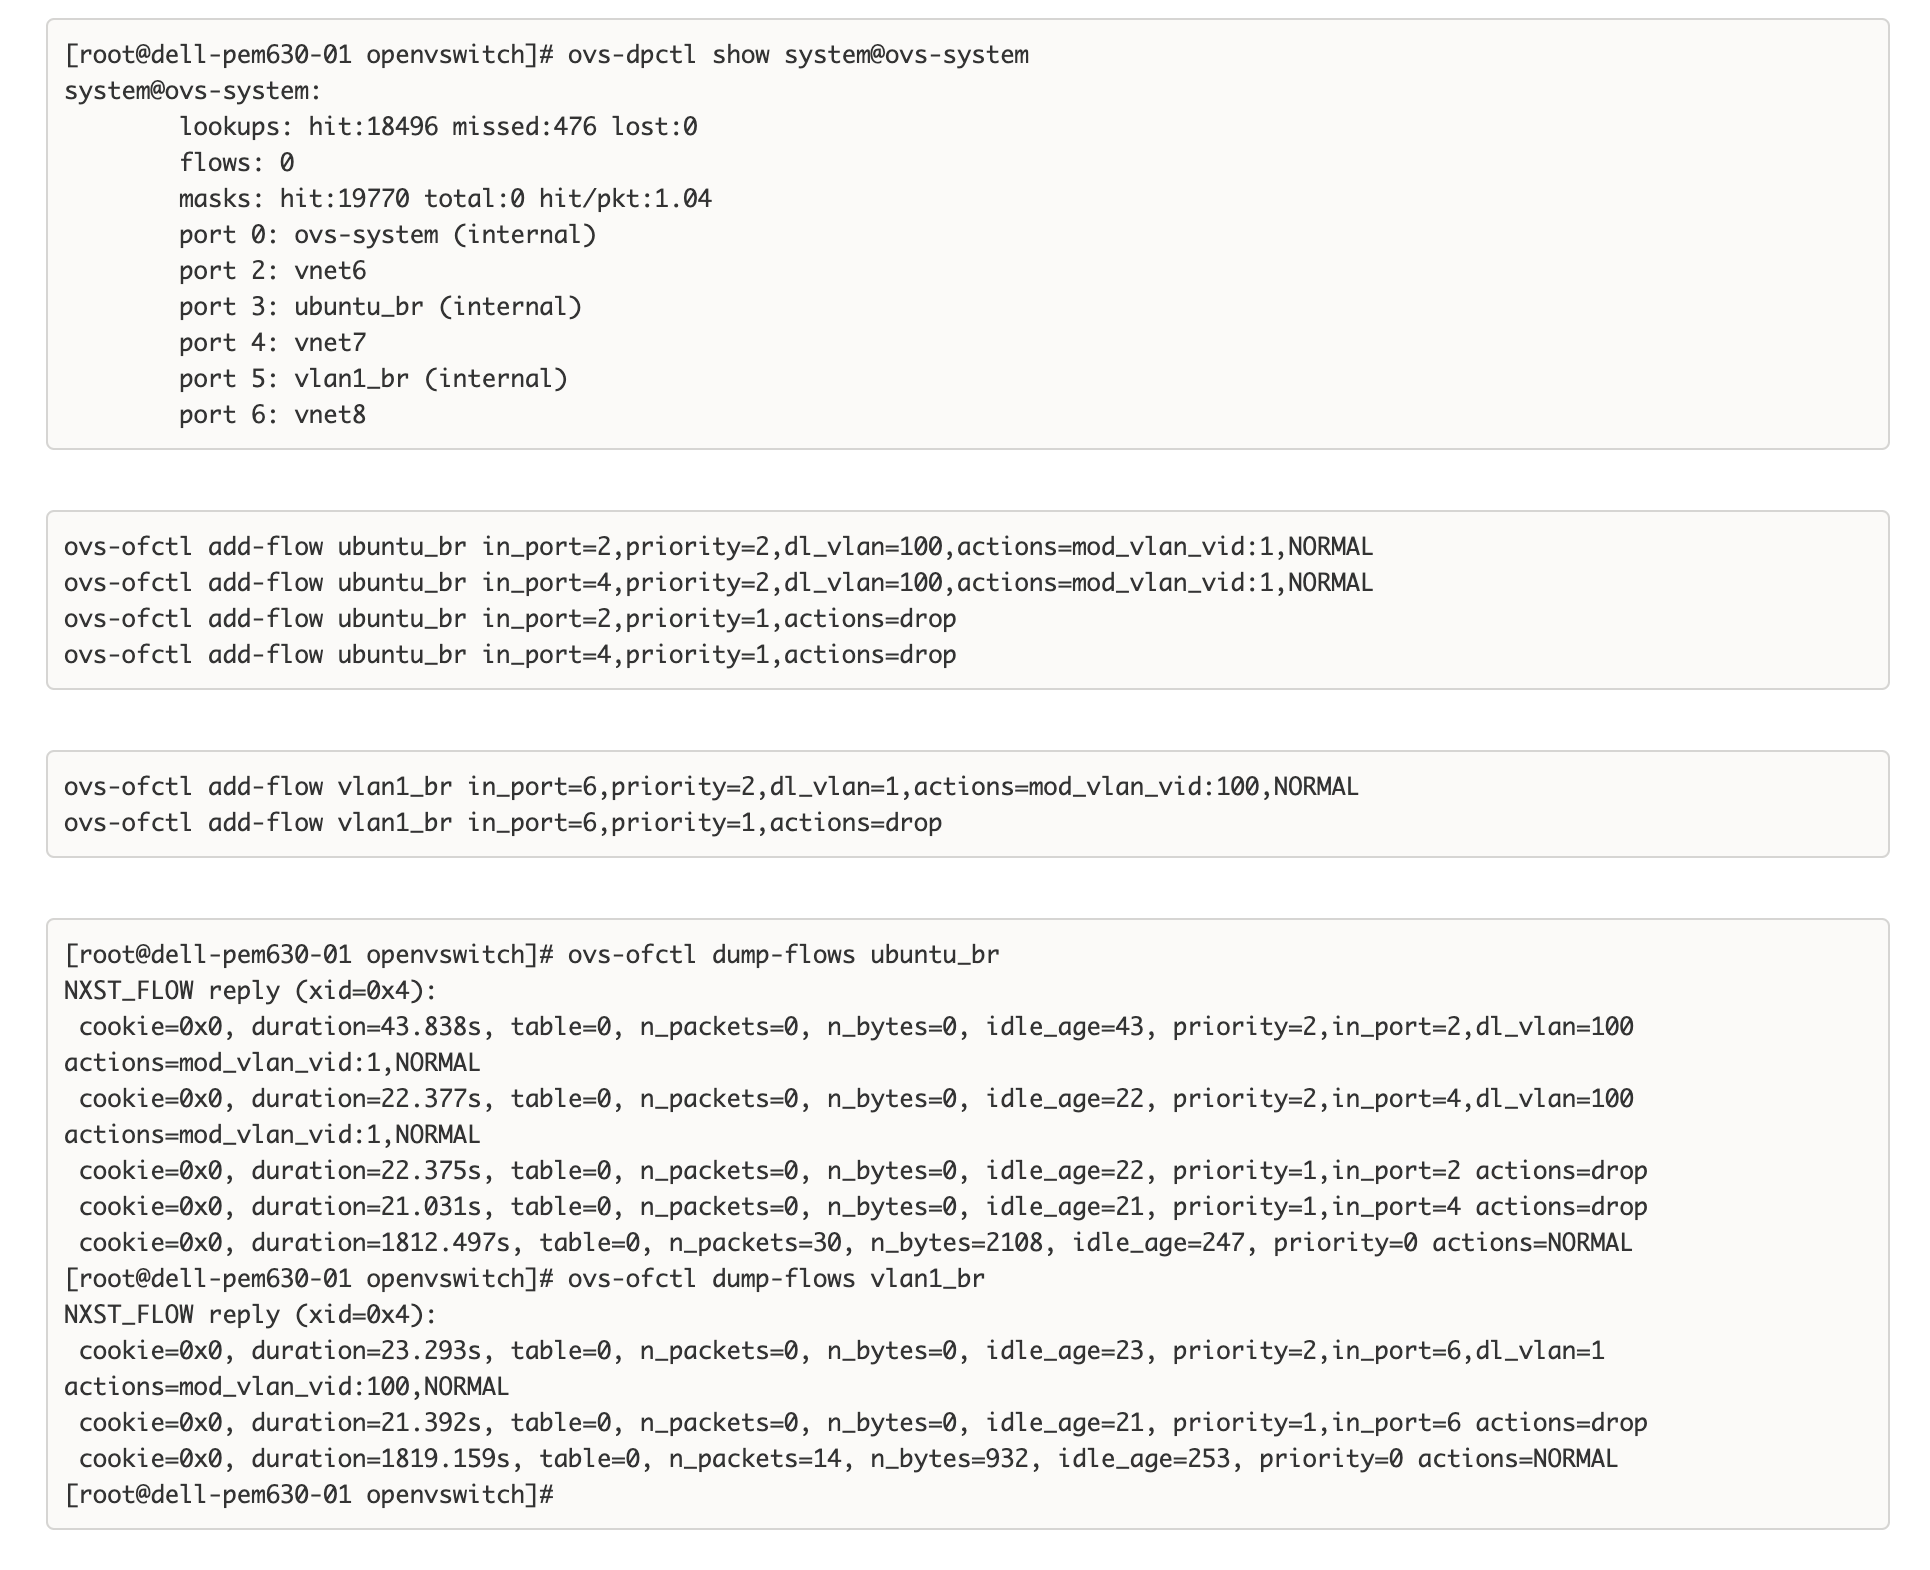 [root@dell-pem630-01 openvswitch]# ovs-dpctl show system@ovs-system
system@ovs-system:
        lookups: hit:18496 missed:476 lost:0
        flows: 0
        masks: hit:19770 total:0 hit/pkt:1.04
        port 0: ovs-system (internal)
        port 2: vnet6
        port 3: ubuntu_br (internal)
        port 4: vnet7
        port 5: vlan1_br (internal)
        port 6: vnet8
ovs-ofctl add-flow ubuntu_br in_port=2,priority=2,dl_vlan=100,actions=mod_vlan_vid:1,NORMAL
ovs-ofctl add-flow ubuntu_br in_port=4,priority=2,dl_vlan=100,actions=mod_vlan_vid:1,NORMAL
ovs-ofctl add-flow ubuntu_br in_port=2,priority=1,actions=drop
ovs-ofctl add-flow ubuntu_br in_port=4,priority=1,actions=drop
ovs-ofctl add-flow vlan1_br in_port=6,priority=2,dl_vlan=1,actions=mod_vlan_vid:100,NORMAL
ovs-ofctl add-flow vlan1_br in_port=6,priority=1,actions=drop
[root@dell-pem630-01 openvswitch]# ovs-ofctl dump-flows ubuntu_br
NXST_FLOW reply (xid=0x4):
 cookie=0x0, duration=43.838s, table=0, n_packets=0, n_bytes=0, idle_age=43, priority=2,in_port=2,dl_vlan=100
actions=mod_vlan_vid:1,NORMAL
 cookie=0x0, duration=22.377s, table=0, n_packets=0, n_bytes=0, idle_age=22, priority=2,in_port=4,dl_vlan=100
actions=mod_vlan_vid:1,NORMAL
 cookie=0x0, duration=22.375s, table=0, n_packets=0, n_bytes=0, idle_age=22, priority=1,in_port=2 actions=drop
 cookie=0x0, duration=21.031s, table=0, n_packets=0, n_bytes=0, idle_age=21, priority=1,in_port=4 actions=drop
 cookie=0x0, duration=1812.497s, table=0, n_packets=30, n_bytes=2108, idle_age=247, priority=0 actions=NORMAL
[root@dell-pem630-01 openvswitch]# ovs-ofctl dump-flows vlan1_br
NXST_FLOW reply (xid=0x4):
 cookie=0x0, duration=23.293s, table=0, n_packets=0, n_bytes=0, idle_age=23, priority=2,in_port=6,dl_vlan=1
actions=mod_vlan_vid:100,NORMAL
 cookie=0x0, duration=21.392s, table=0, n_packets=0, n_bytes=0, idle_age=21, priority=1,in_port=6 actions=drop
 cookie=0x0, duration=1819.159s, table=0, n_packets=14, n_bytes=932, idle_age=253, priority=0 actions=NORMAL
[root@dell-pem630-01 openvswitch]#